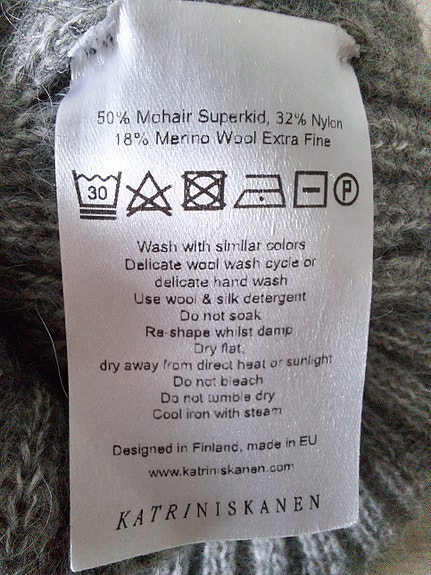 50% Mohair Superkid, 32% Nylon
18% Merino Wool Extra Fine
30 P
Wash with similar colors
Delicate wool wash cycle or
delicate hand wash
Use wool & silk detergent
Do not soak
Re-shape whilst damp
Dry flat,
dry away from direct heat or sunlight
Do not bleach
Do not tumble dry
Cool iron with steam
Designed in Finland, made in EU
www.katriniskanen.com
KATRINISKANEN